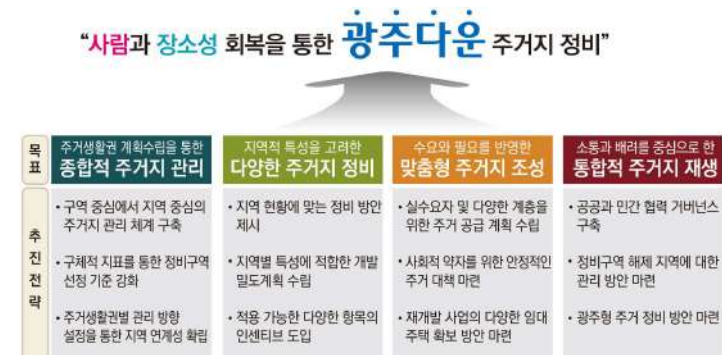 “사람과 장소성 회복을 통한 광주다운 주거지 정비”
목표
주거생활권 계획수립을 통한
종합적 주거지 관리
지역적 특성을 고려한
다양한 주거지 정비
수요와 필요를 반영한
맞춤형 주거지 조성
소통과 배려를 중심으로 한
통합적 주거지 재생
추진전략
• 구역 중심에서 지역 중심의
주거지 관리 체계 구축
• 구체적 지표를 통한 정비구역
선정 기준 강화
• 주거생활권별 관리 방향
설정을 통한 지역 연계성 확립
• 지역 현황에 맞는 정비 방안
제시
• 지역별 특성에 적합한 개발
밀도계획 수립
• 적용 가능한 다양한 항목의
인센티브 도입
• 실수요자 및 다양한 계층을
위한 주거 공급 계획 수립
• 사회적 약자를 위한 안정적인
주거 대책 마련
• 재개발 사업의 다양한 임대
주택 확보 방안 마련
• 공공과 민간 협력 거버넌스
구축
• 정비구역 해제 지역에 대한
관리 방안 마련
• 광주형 주거 정비 방안 마련